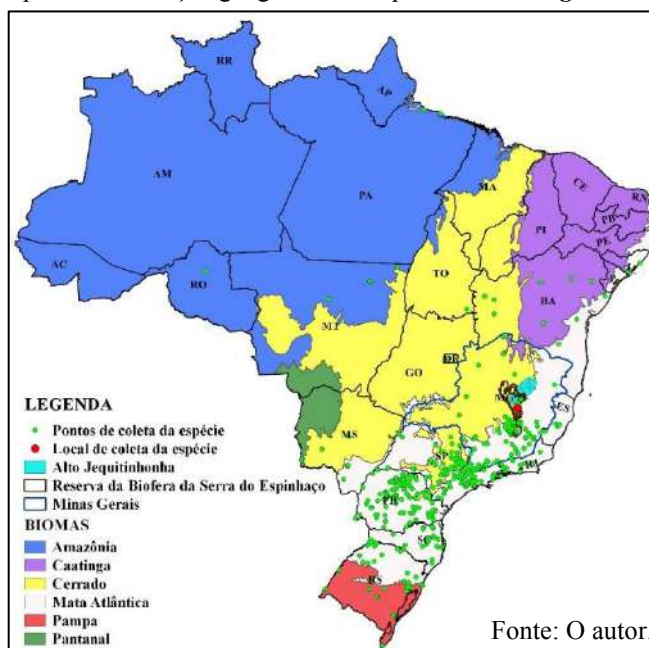 RR
AM
PA
MA
CE
RN
PB
PE
PI
AC
RO
TO
BA
MT
DF
GO
ES
MS
SP
RJ
PR
SC
RS
LEGENDA
Pontos de coleta da espécie
Local de coleta da espécie
Alto Jequitinhonha
Reserva da Biofera da Serra do Espinhaço
Minas Gerais
BIOMAS
Amazônia
Caatinga
Cerrado
Mata Atlântica
Pampa
Pantanal
Fonte: O autor.